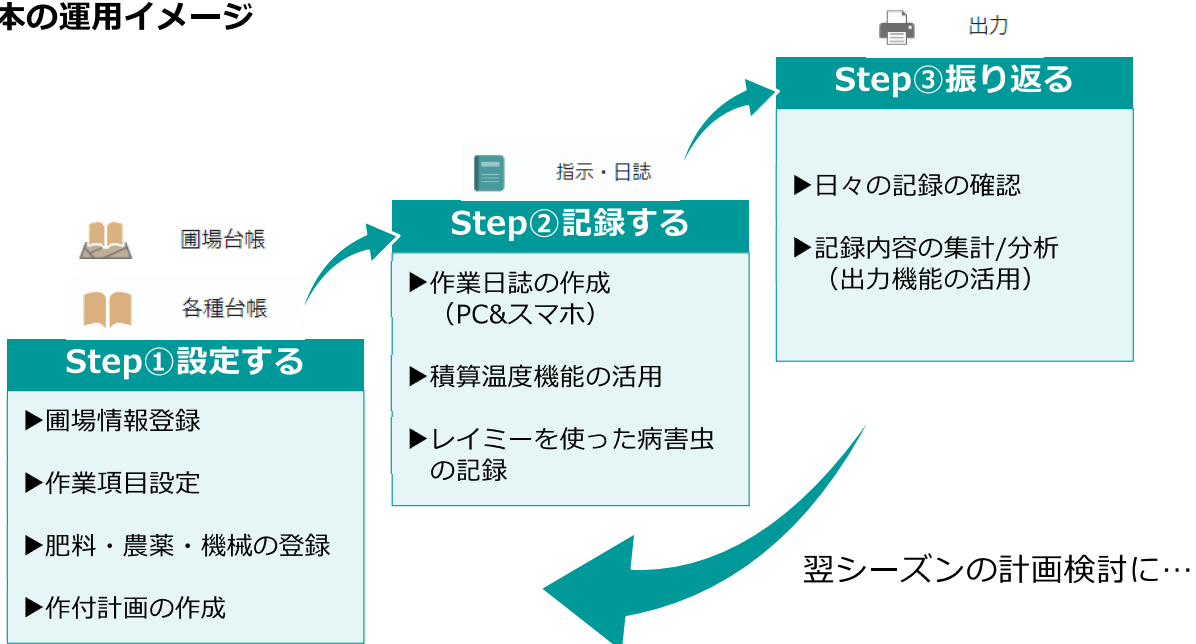 本の運用イメージ
出力
Step③振り返る
▶日々の記録の確認
▶記録内容の集計/分析
（出力機能の活用）
指示・日誌
Step②記録する
▶作業日誌の作成
（PC&スマホ）
▶積算温度機能の活用
▶レイミーを使った病害虫
の記録
圃場台帳
各種台帳
Step①設定する
▶圃場情報登録
▶作業項目設定
▶肥料・農薬・機械の登録
▶作付計画の作成
翌シーズンの計画検討に…